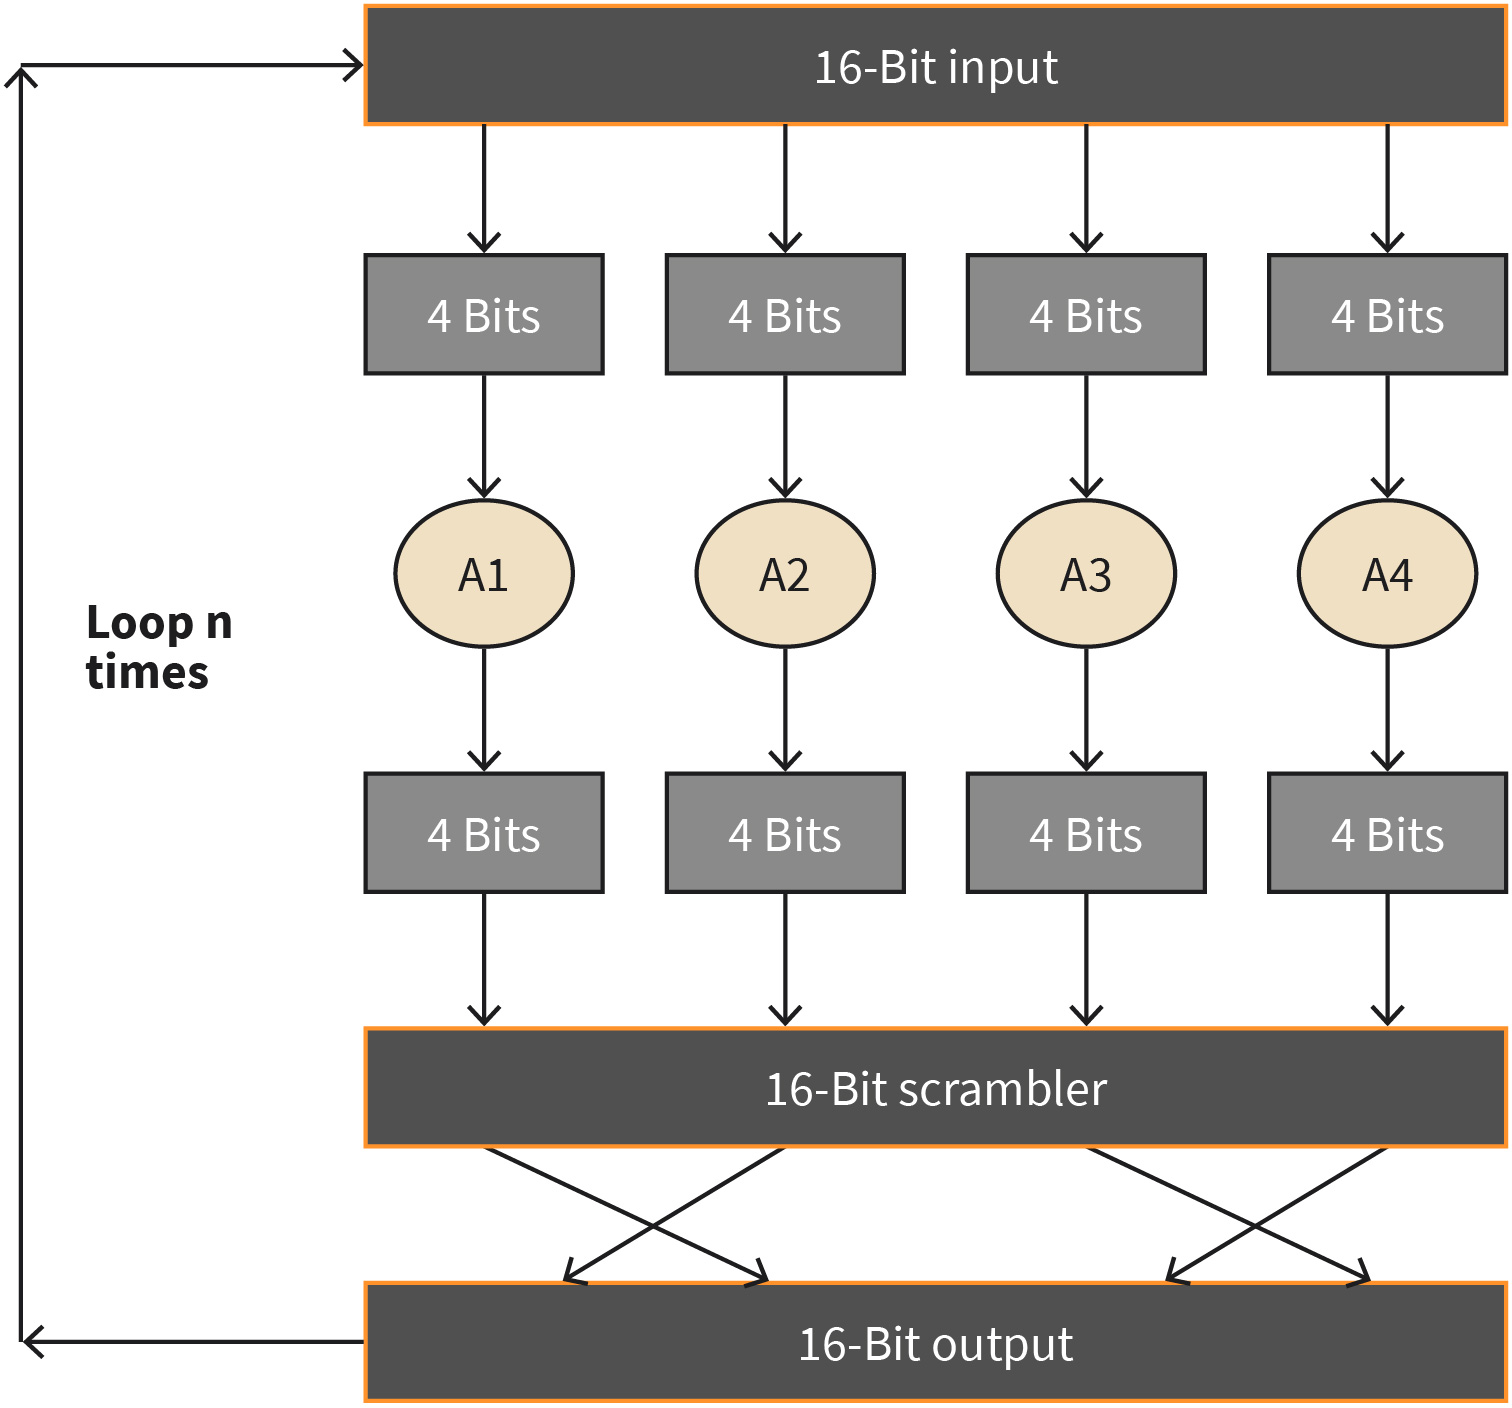 16-Bit input
4 Bits
4 Bits
4 Bits
4 Bits
A1
A2
A3
A4
Loop n
times
4 Bits
4 Bits
4 Bits
4 Bits
16-Bit scrambler
16-Bit output